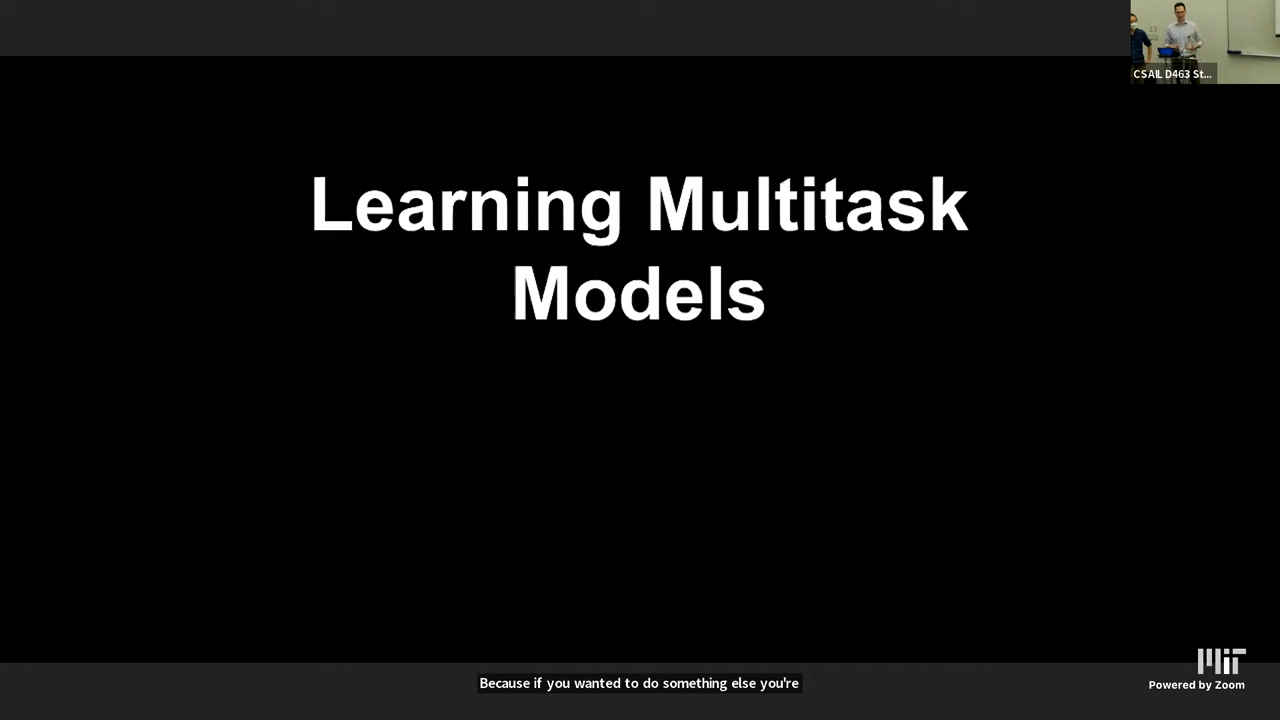 CSAIL D463 St...
Learning Multitask
Models
MIT
Powered by Zoom
Because if you wanted to do something else you're